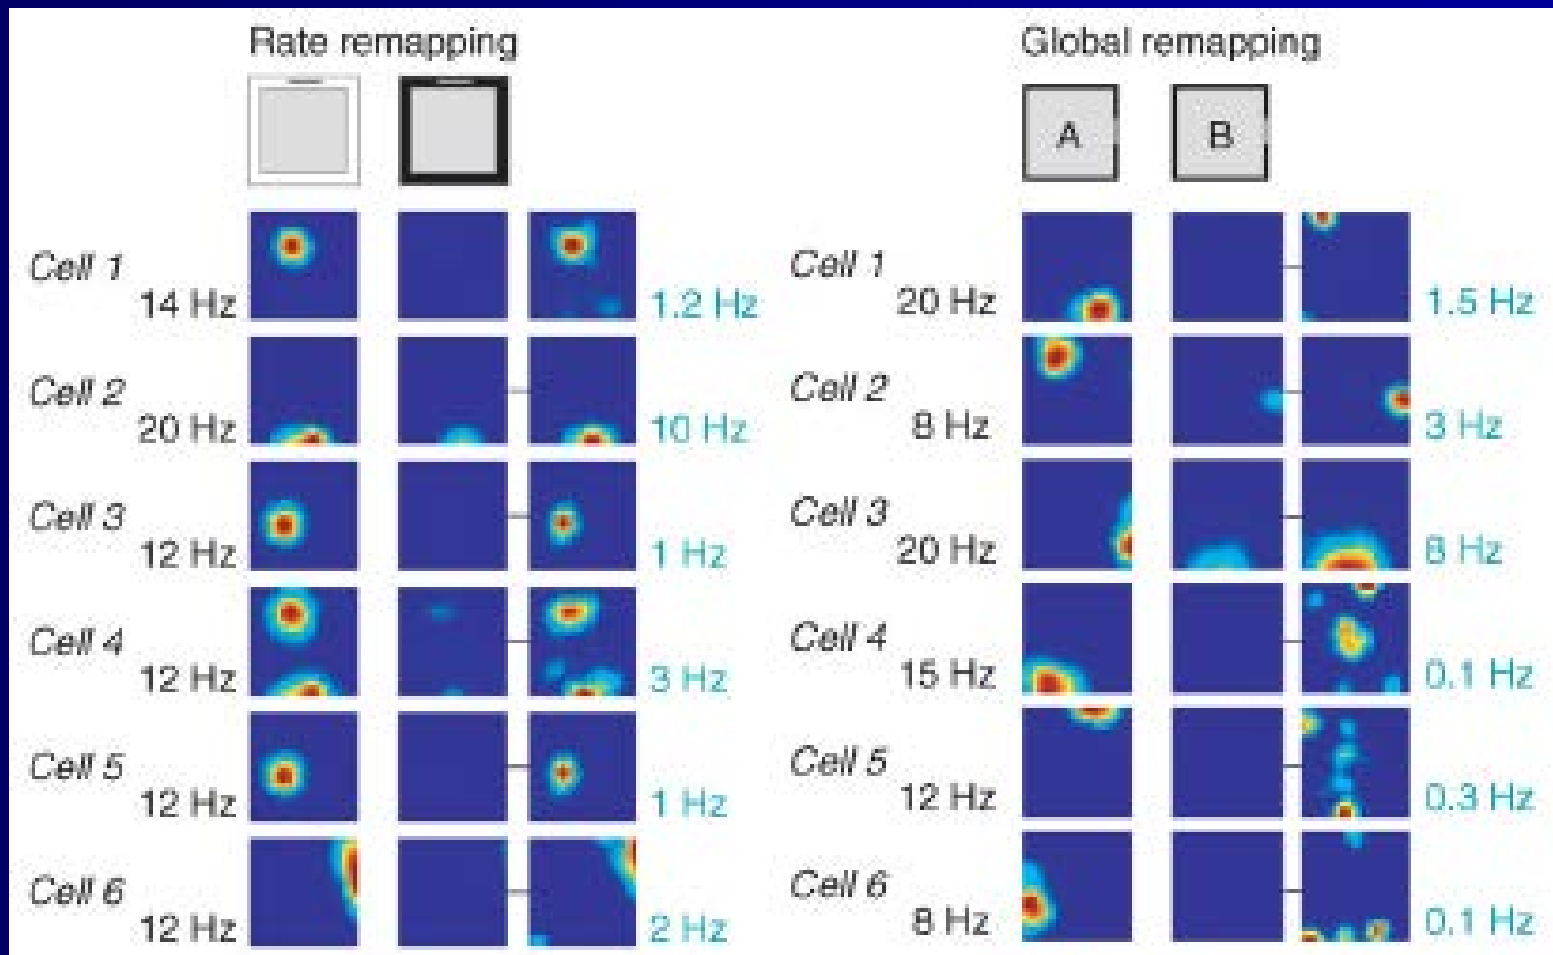 Rate remapping
Cell 1
14 Hz
1.2 Hz
Cell 2
20 Hz
10 Hz
Cell 3
12 Hz
1 Hz
Cell 4
12 Hz
3 Hz
Cell 5
12 Hz
1 Hz
Cell 6
12 Hz
2 Hz
Global remapping
A
B
Cell 1
20 Hz
1.5 Hz
Cell 2
8 Hz
3 Hz
Cell 3
20 Hz
8 Hz
Cell 4
15 Hz
0.1 Hz
Cell 5
12 Hz
0.3 Hz
Cell 6
8 Hz
0.1 Hz